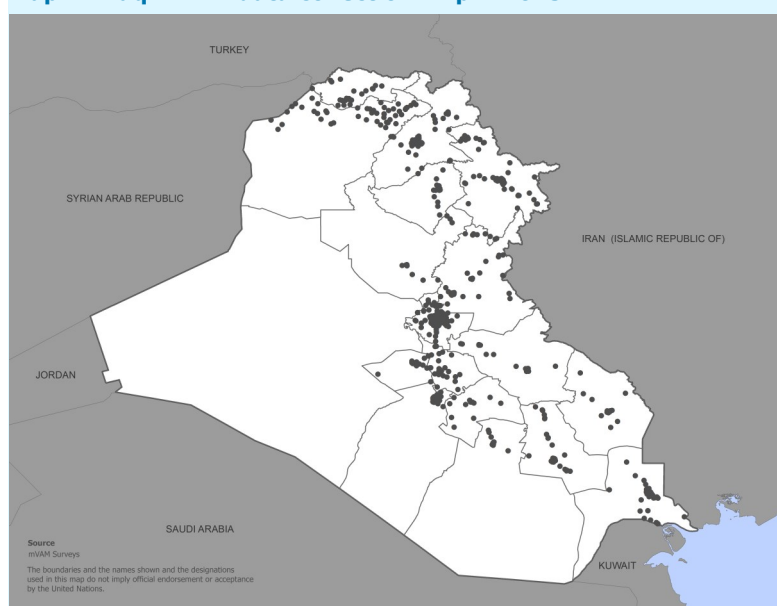 TURKEY
SYRIAN ARAB REPUBLIC
IRAN (ISLAMIC REPUBLIC OF)
JORDAN
SAUDI ARABIA
KUWAIT
Source
mVAM Surveys
The boundaries and the names shown and the designations
used in this map do not imply official endorsement or acceptance
by the United Nations.